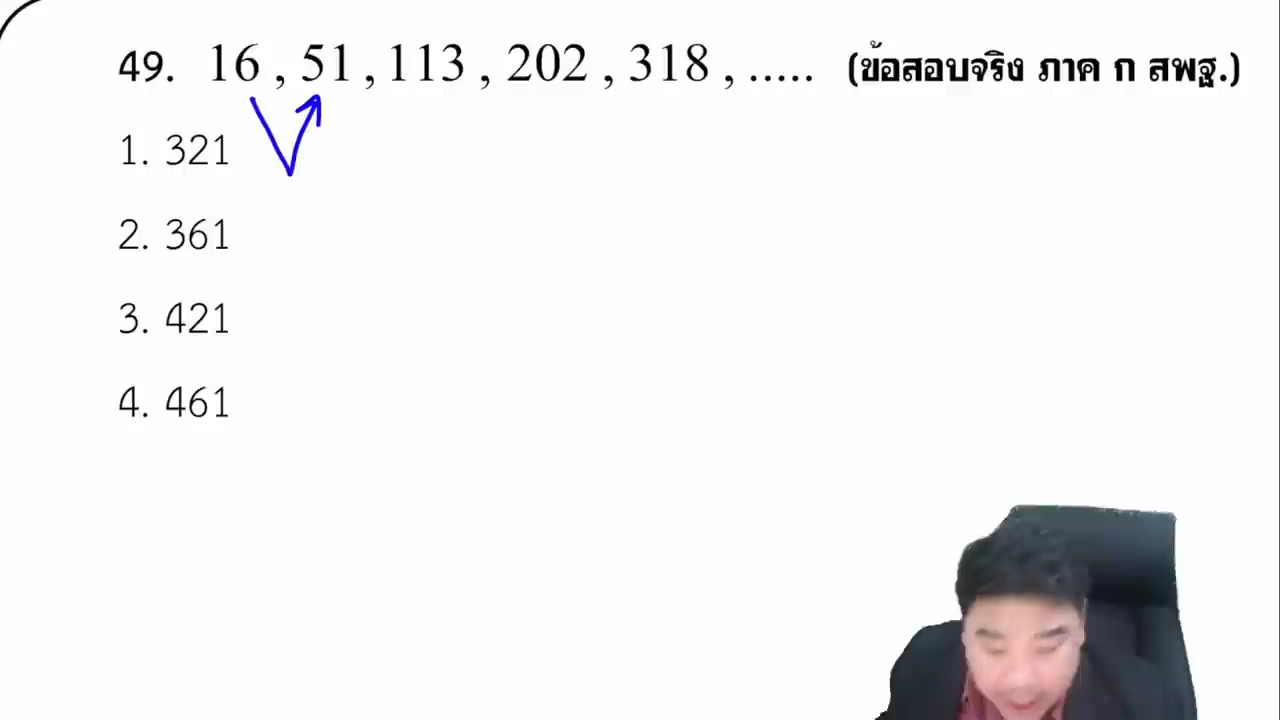 49. 16 , 51 , 113 , 202 , 318 , ..... (ข้อสอบจริง ภาค ก สพฐ.)
1. 321
2. 361
3. 421
4. 461